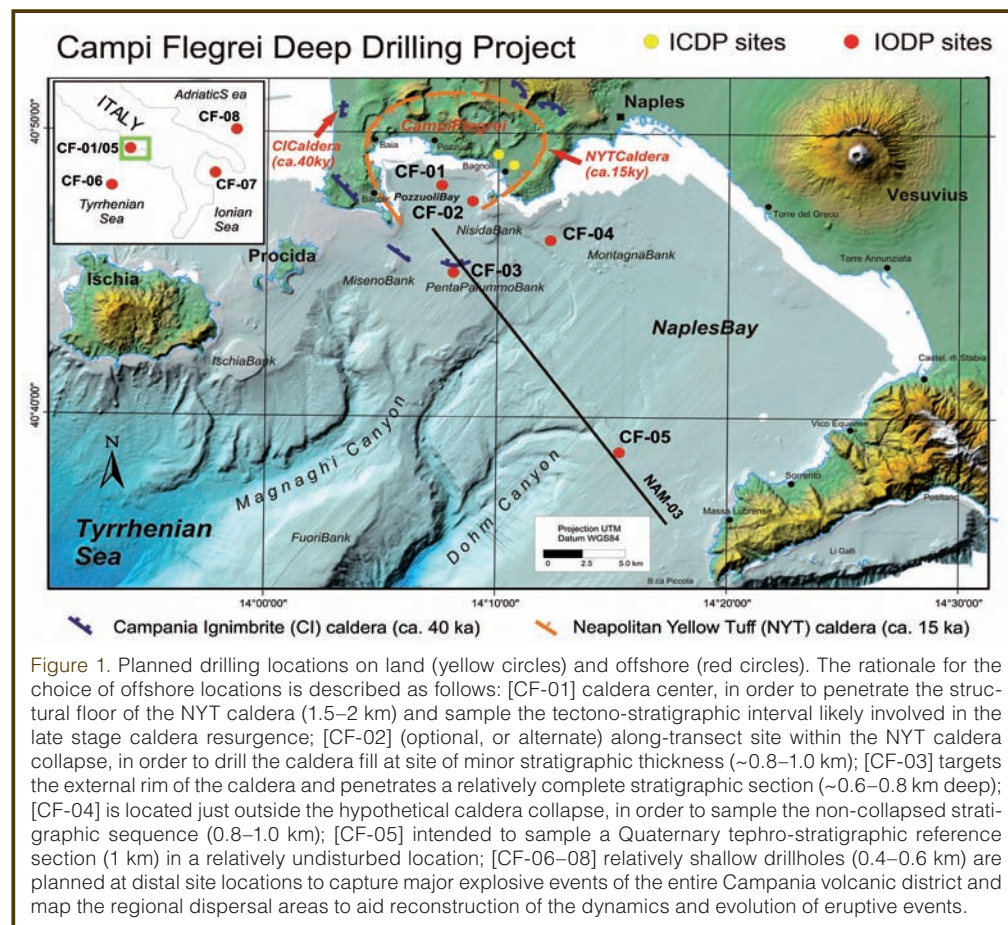 Campi Flegrei Deep Drilling Project
ICDP sites
IODP sites
ITALY
AdriaticS ea
CF-08
CF-01/05
CF-06
CF-07
Tyrrhenian
Sea
Ionian
Sea
40°50'00"
40°40'00"
CICaldera
(ca.40ky)
CampiFlegrei
NYTCaldera
(ca.15ky)
Naples
Baia
Pozzuoli
Bagnoli
Bacoli
CF-01
PozzuoliBay
CF-02
NisidaBank
CF-04
MontagnaBank
CF-03
PentaPalummoBank
MisenoBank
Vesuvius
Torre del Greco
Torre Annunziata
Procida
Ischia
IschiaBank
NaplesBay
Castel. di Stabia
Vico Equense
Sorrento
Positano
Massa Lubrense
Li Galli
B.ca Piccola
CF-05
NAM-03
N
Magnaghi Canyon
Dohrn Canyon
FuoriBank
Tyrrhenian
Sea
Projection UTM
Datum WGS84
0 2.5 5.0 km
14°00'00" 14°10'00" 14°20'00" 14°30'00"
Campania Ignimbrite (CI) caldera (ca. 40 ka)
Neapolitan Yellow Tuff (NYT) caldera (ca. 15 ka)
Figure 1. Planned drilling locations on land (yellow circles) and offshore (red circles). The rationale for the
choice of offshore locations is described as follows: [CF-01] caldera center, in order to penetrate the struc-
tural floor of the NYT caldera (1.5–2 km) and sample the tectono-stratigraphic interval likely involved in the
late stage caldera resurgence; [CF-02] (optional, or alternate) along-transect site within the NYT caldera
collapse, in order to drill the caldera fill at site of minor stratigraphic thickness (~0.8–1.0 km); [CF-03] targets
the external rim of the caldera and penetrates a relatively complete stratigraphic section (~0.6–0.8 km deep);
[CF-04] is located just outside the hypothetical caldera collapse, in order to sample the non-collapsed strati-
graphic sequence (0.8–1.0 km); [CF-05] intended to sample a Quaternary tephro-stratigraphic reference
section (1 km) in a relatively undisturbed location; [CF-06–08] relatively shallow drillholes (0.4–0.6 km) are
planned at distal site locations to capture major explosive events of the entire Campania volcanic district and
map the regional dispersal areas to aid reconstruction of the dynamics and evolution of eruptive events.